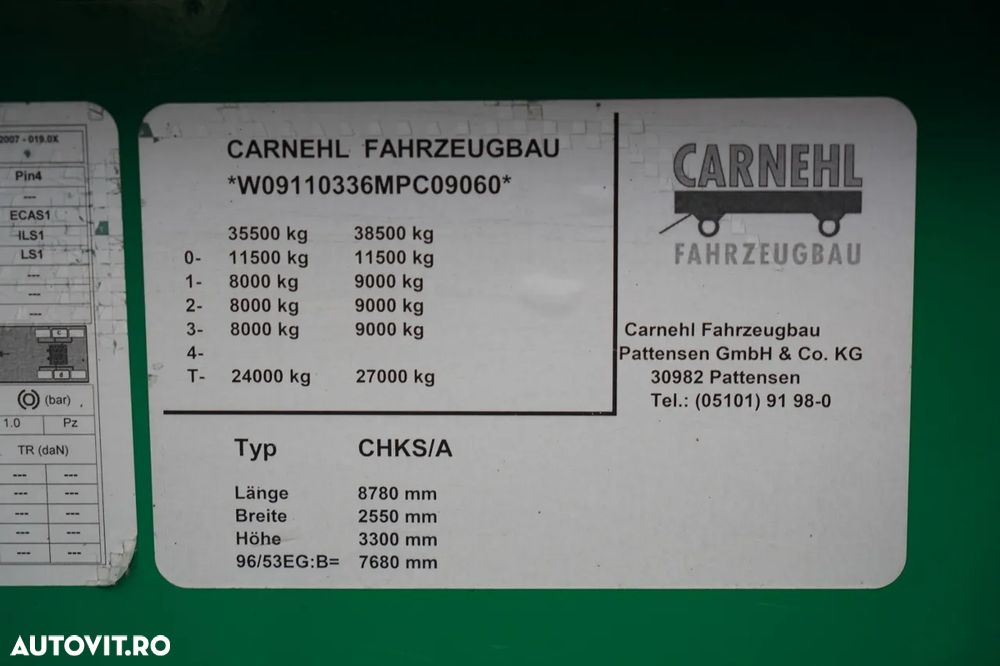 2007 - 019.0X
Pin4
---
ECAS1
ILS1
LS1
---
---
---
c
d
(bar)
1.0 Pz
TR (daN)
--- ---
--- ---
--- ---
--- ---
--- ---
CARNEHL FAHRZEUGBAU
*W09110336MPC09060*
35500 kg 38500 kg
0- 11500 kg 11500 kg
1- 8000 kg 9000 kg
2- 8000 kg 9000 kg
3- 8000 kg 9000 kg
4-
T- 24000 kg 27000 kg
Typ CHKS/A
Länge 8780 mm
Breite 2550 mm
Höhe 3300 mm
96/53EG:B= 7680 mm
CARNEHL
FAHRZEUGBAU
Carnehl Fahrzeugbau
Pattensen GmbH & Co. KG
30982 Pattensen
Tel.: (05101) 91 98-0
AUTOVIT.RO